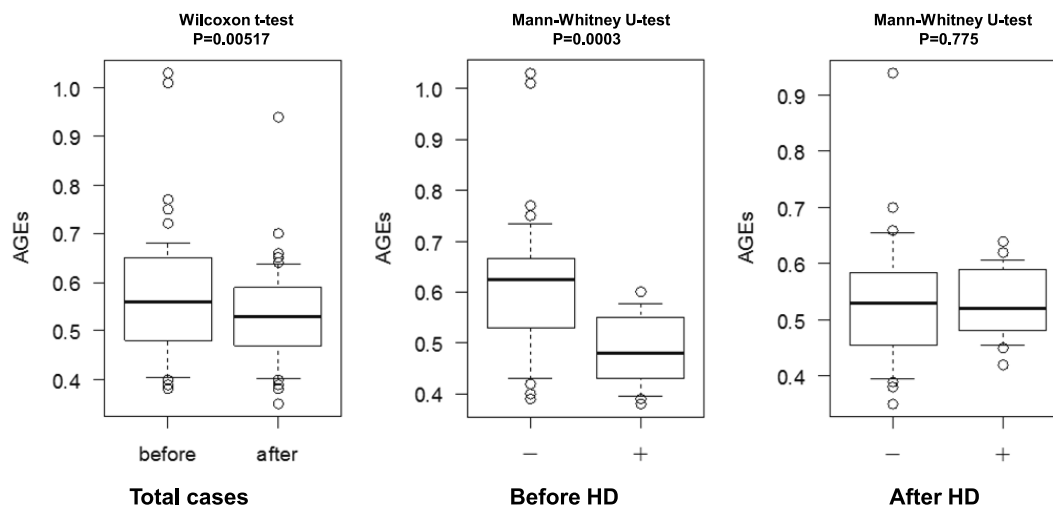 Wilcoxon t-test
P=0.00517
AGEs
1.0
0.9
0.8
0.7
0.6
0.5
0.4
before after
Total cases
Mann-Whitney U-test
P=0.0003
AGEs
1.0
0.9
0.8
0.7
0.6
0.5
0.4
− +
Before HD
Mann-Whitney U-test
P=0.775
AGEs
0.9
0.8
0.7
0.6
0.5
0.4
− +
After HD